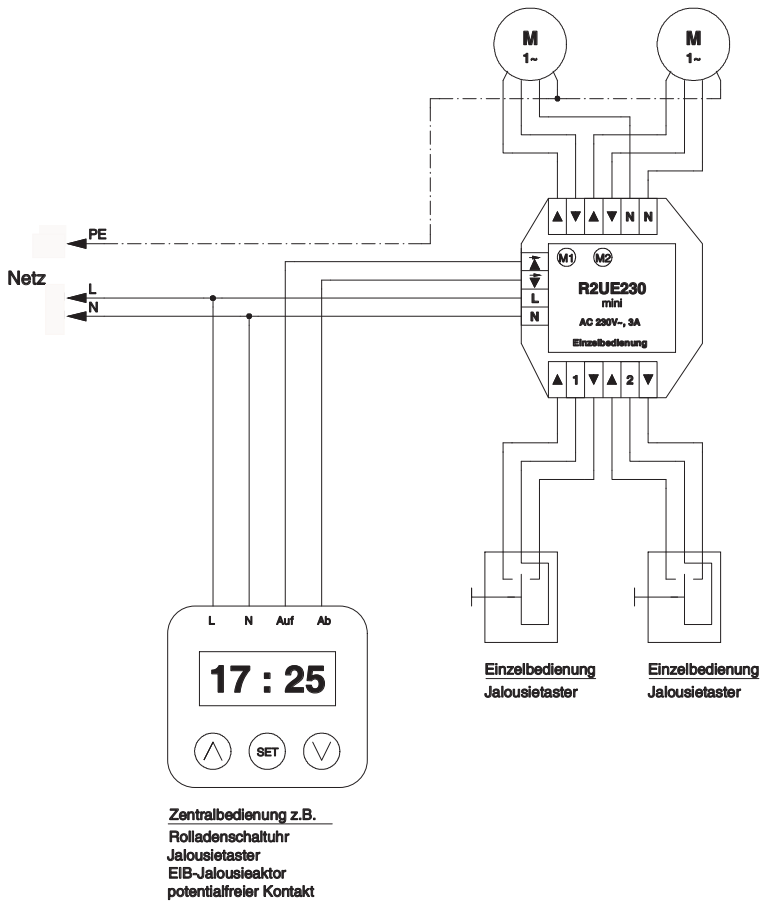 M
1~
M
1~
PE
Netz
L
N
▲ ▼ ▲ ▼ N N
M1 M2
▲
▼
L
N
R2UE230
mini
AC 230V~, 3A
Einzelbedienung
▲ 1 ▼ ▲ 2 ▼
L N Auf Ab
17 : 25
SET
Einzelbedienung
Jalousietaster
Einzelbedienung
Jalousietaster
Zentralbedienung z.B.
Rolladenschaltuhr
Jalousietaster
EIB-Jalousieaktor
potentialfreier Kontakt